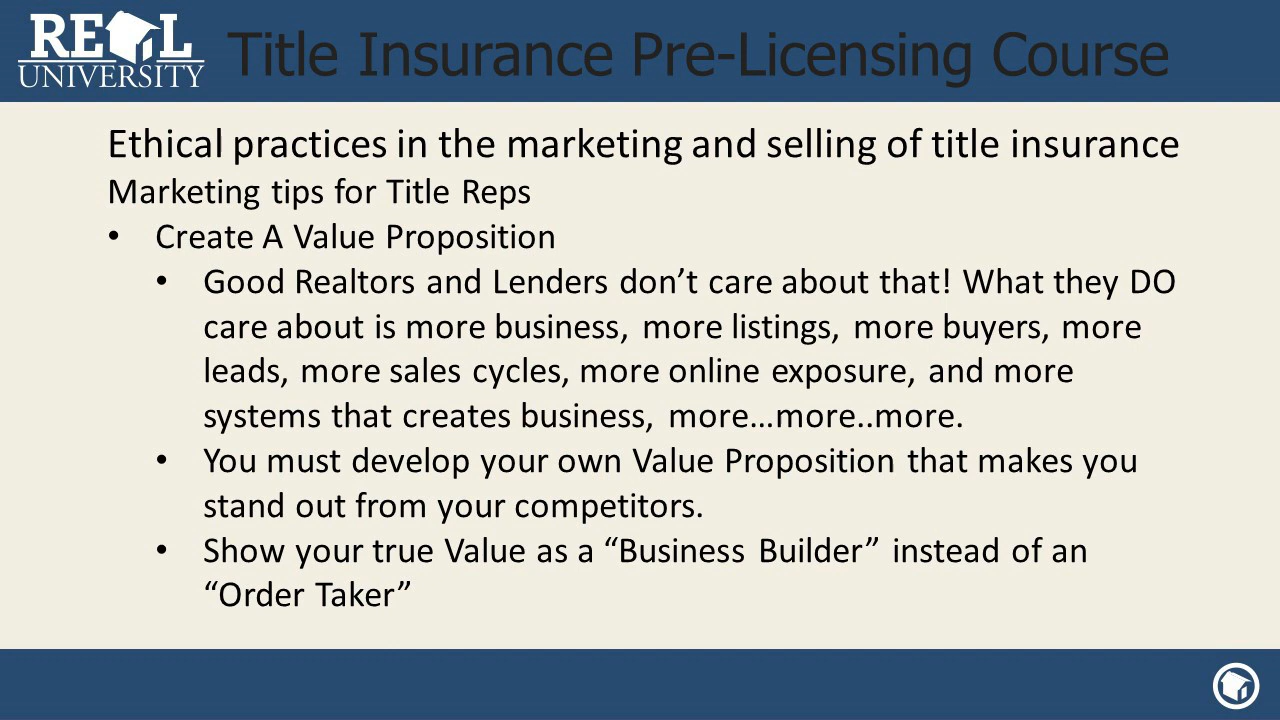 REAL
UNIVERSITY
Title Insurance Pre-Licensing Course
Ethical practices in the marketing and selling of title insurance
Marketing tips for Title Reps
• Create A Value Proposition
• Good Realtors and Lenders don’t care about that! What they DO
care about is more business, more listings, more buyers, more
leads, more sales cycles, more online exposure, and more
systems that creates business, more…more..more.
• You must develop your own Value Proposition that makes you
stand out from your competitors.
• Show your true Value as a “Business Builder” instead of an
“Order Taker”